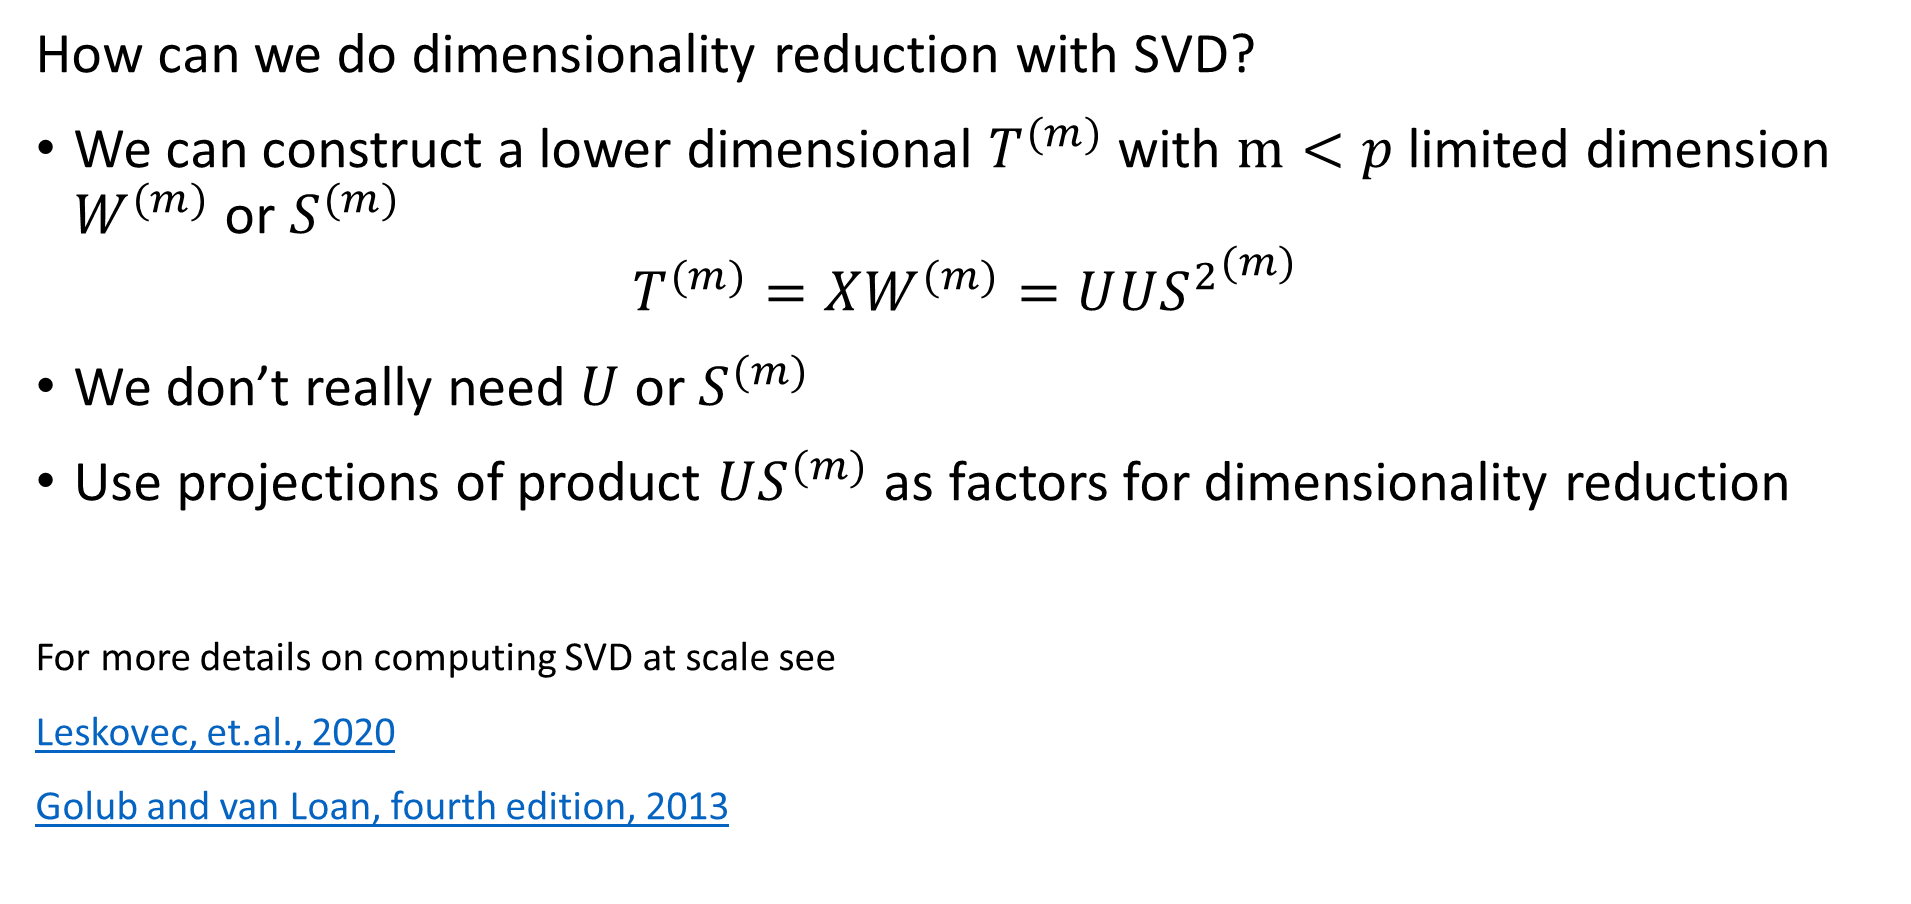 How can we do dimensionality reduction with SVD?
• We can construct a lower dimensional T^(m) with m < p limited dimension
W^(m) or S^(m)
T^(m) = XW^(m) = UUS^2^(m)
• We don’t really need U or S^(m)
• Use projections of product US^(m) as factors for dimensionality reduction
For more details on computing SVD at scale see
Leskovec, et.al., 2020
Golub and van Loan, fourth edition, 2013